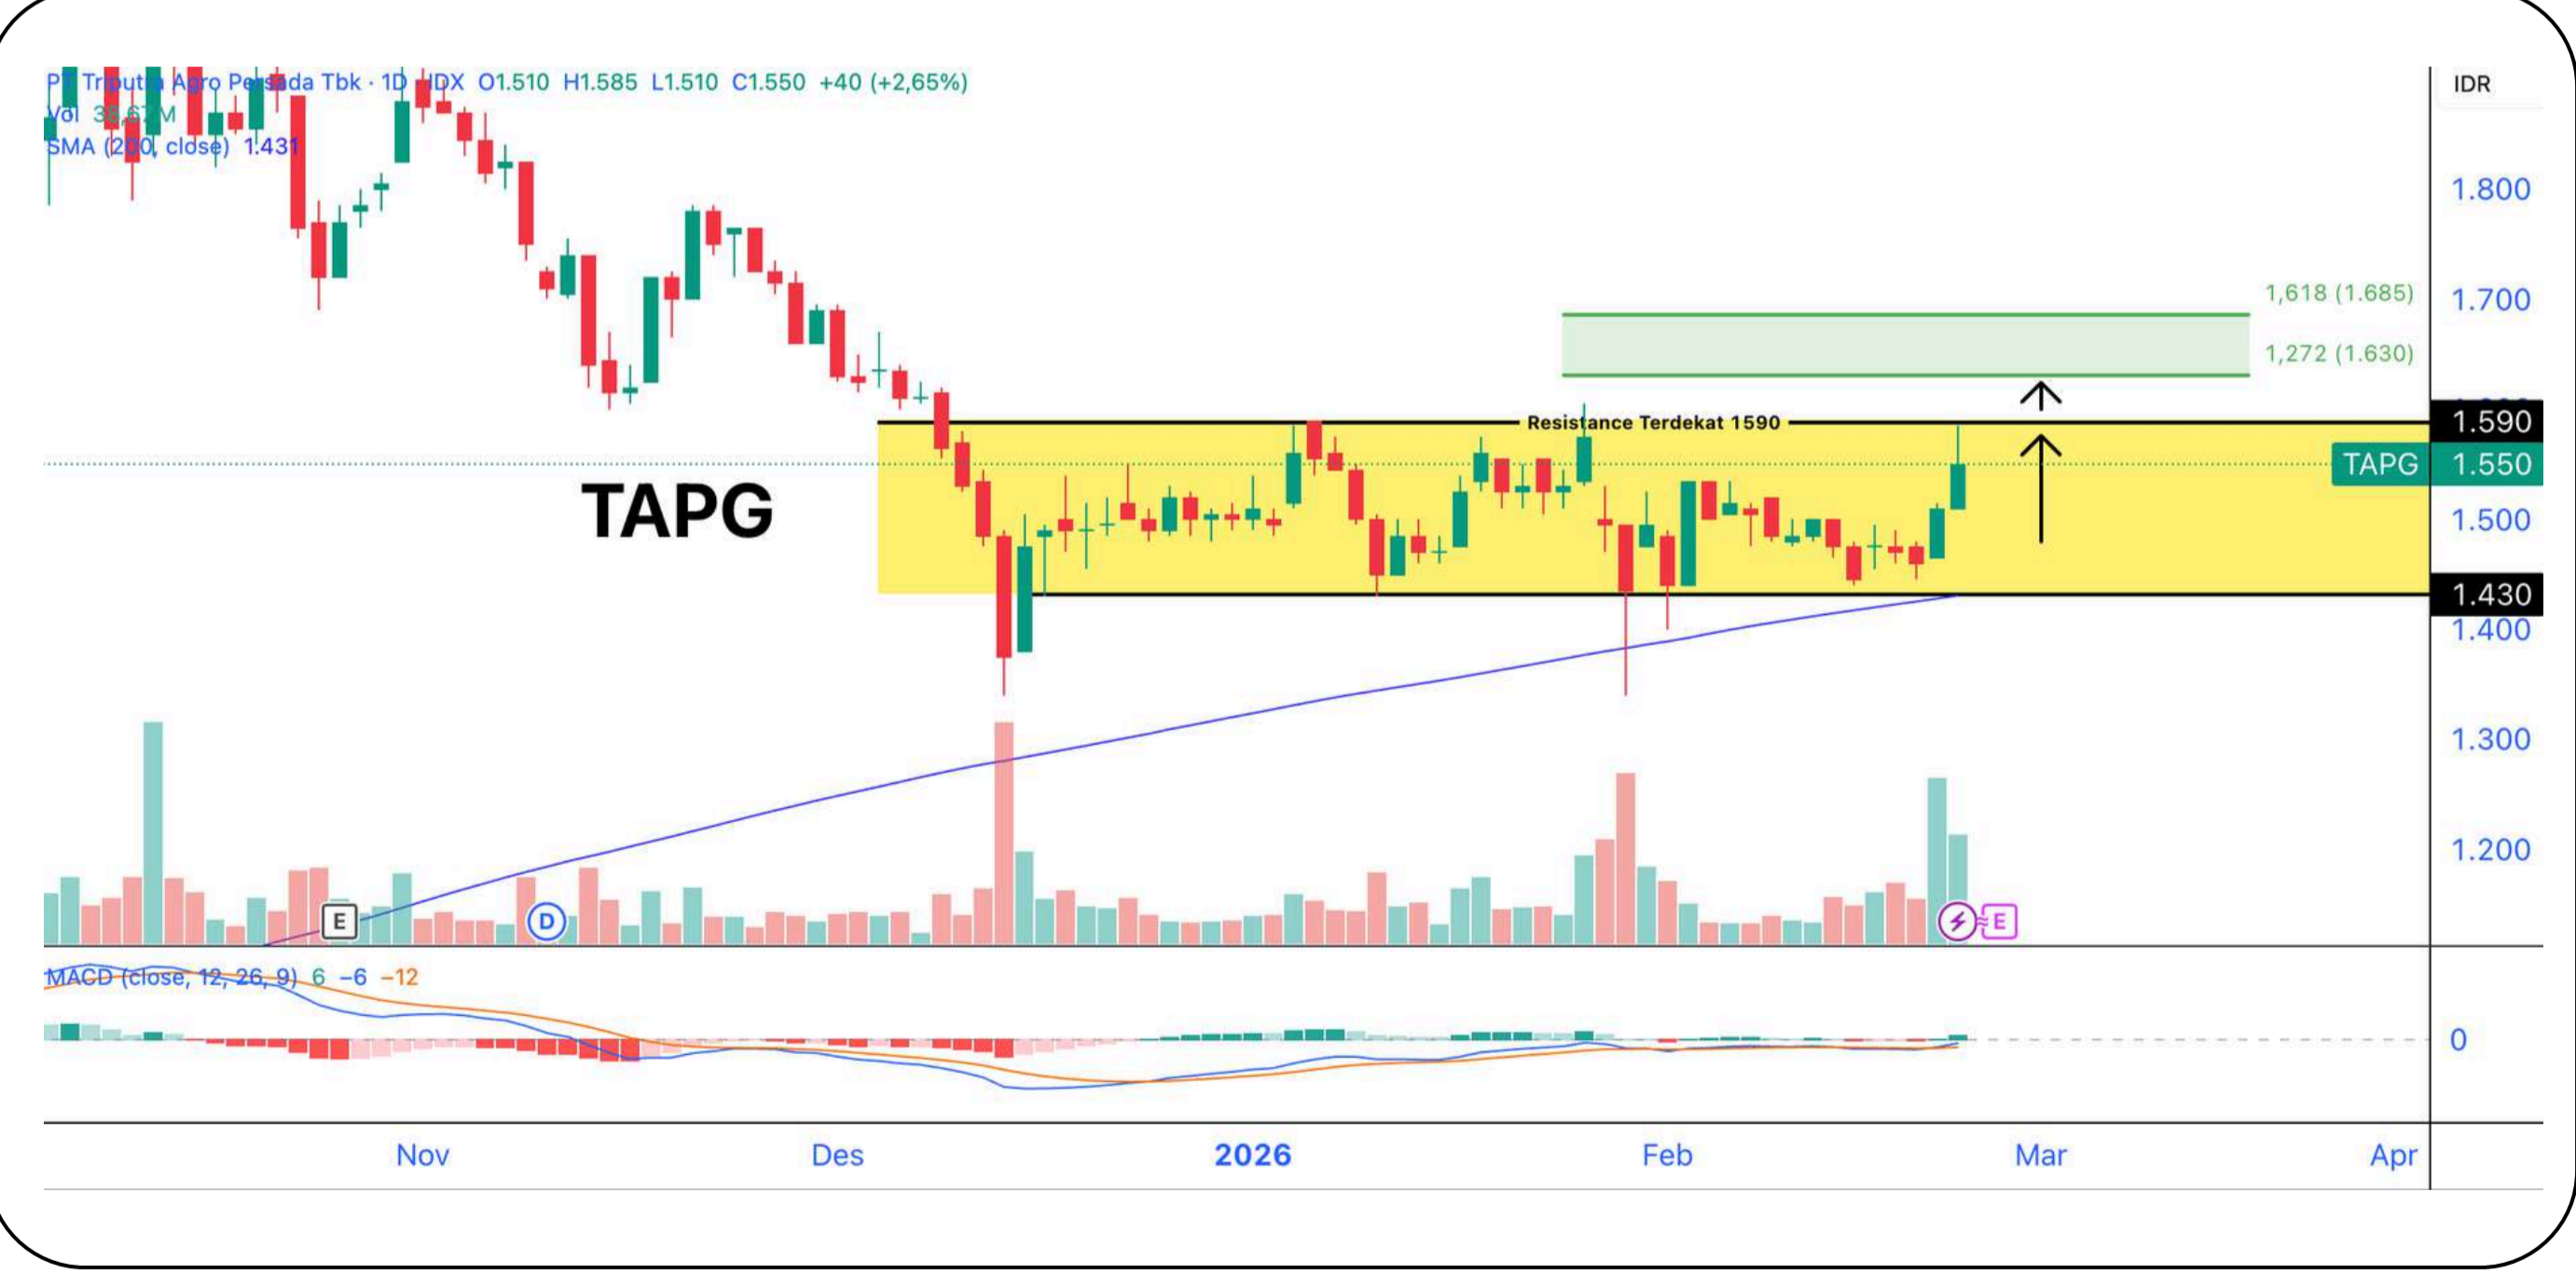 PT Triputra Agro Persada Tbk · 1D · IDX O1.510 H1.585 L1.510 C1.550 +40 (+2,65%)
IDR
Vol
SMA (200, close) 1.431
1.800
1,618 (1.685)
1.700
1,272 (1.630)
Resistance Terdekat 1590
1.590
TAPG 1.550
TAPG
1.500
1.430
1.400
1.300
1.200
E
D
E
MACD (close, 12, 26, 9) 6 −6 −12
0
Nov
Des
2026
Feb
Mar
Apr